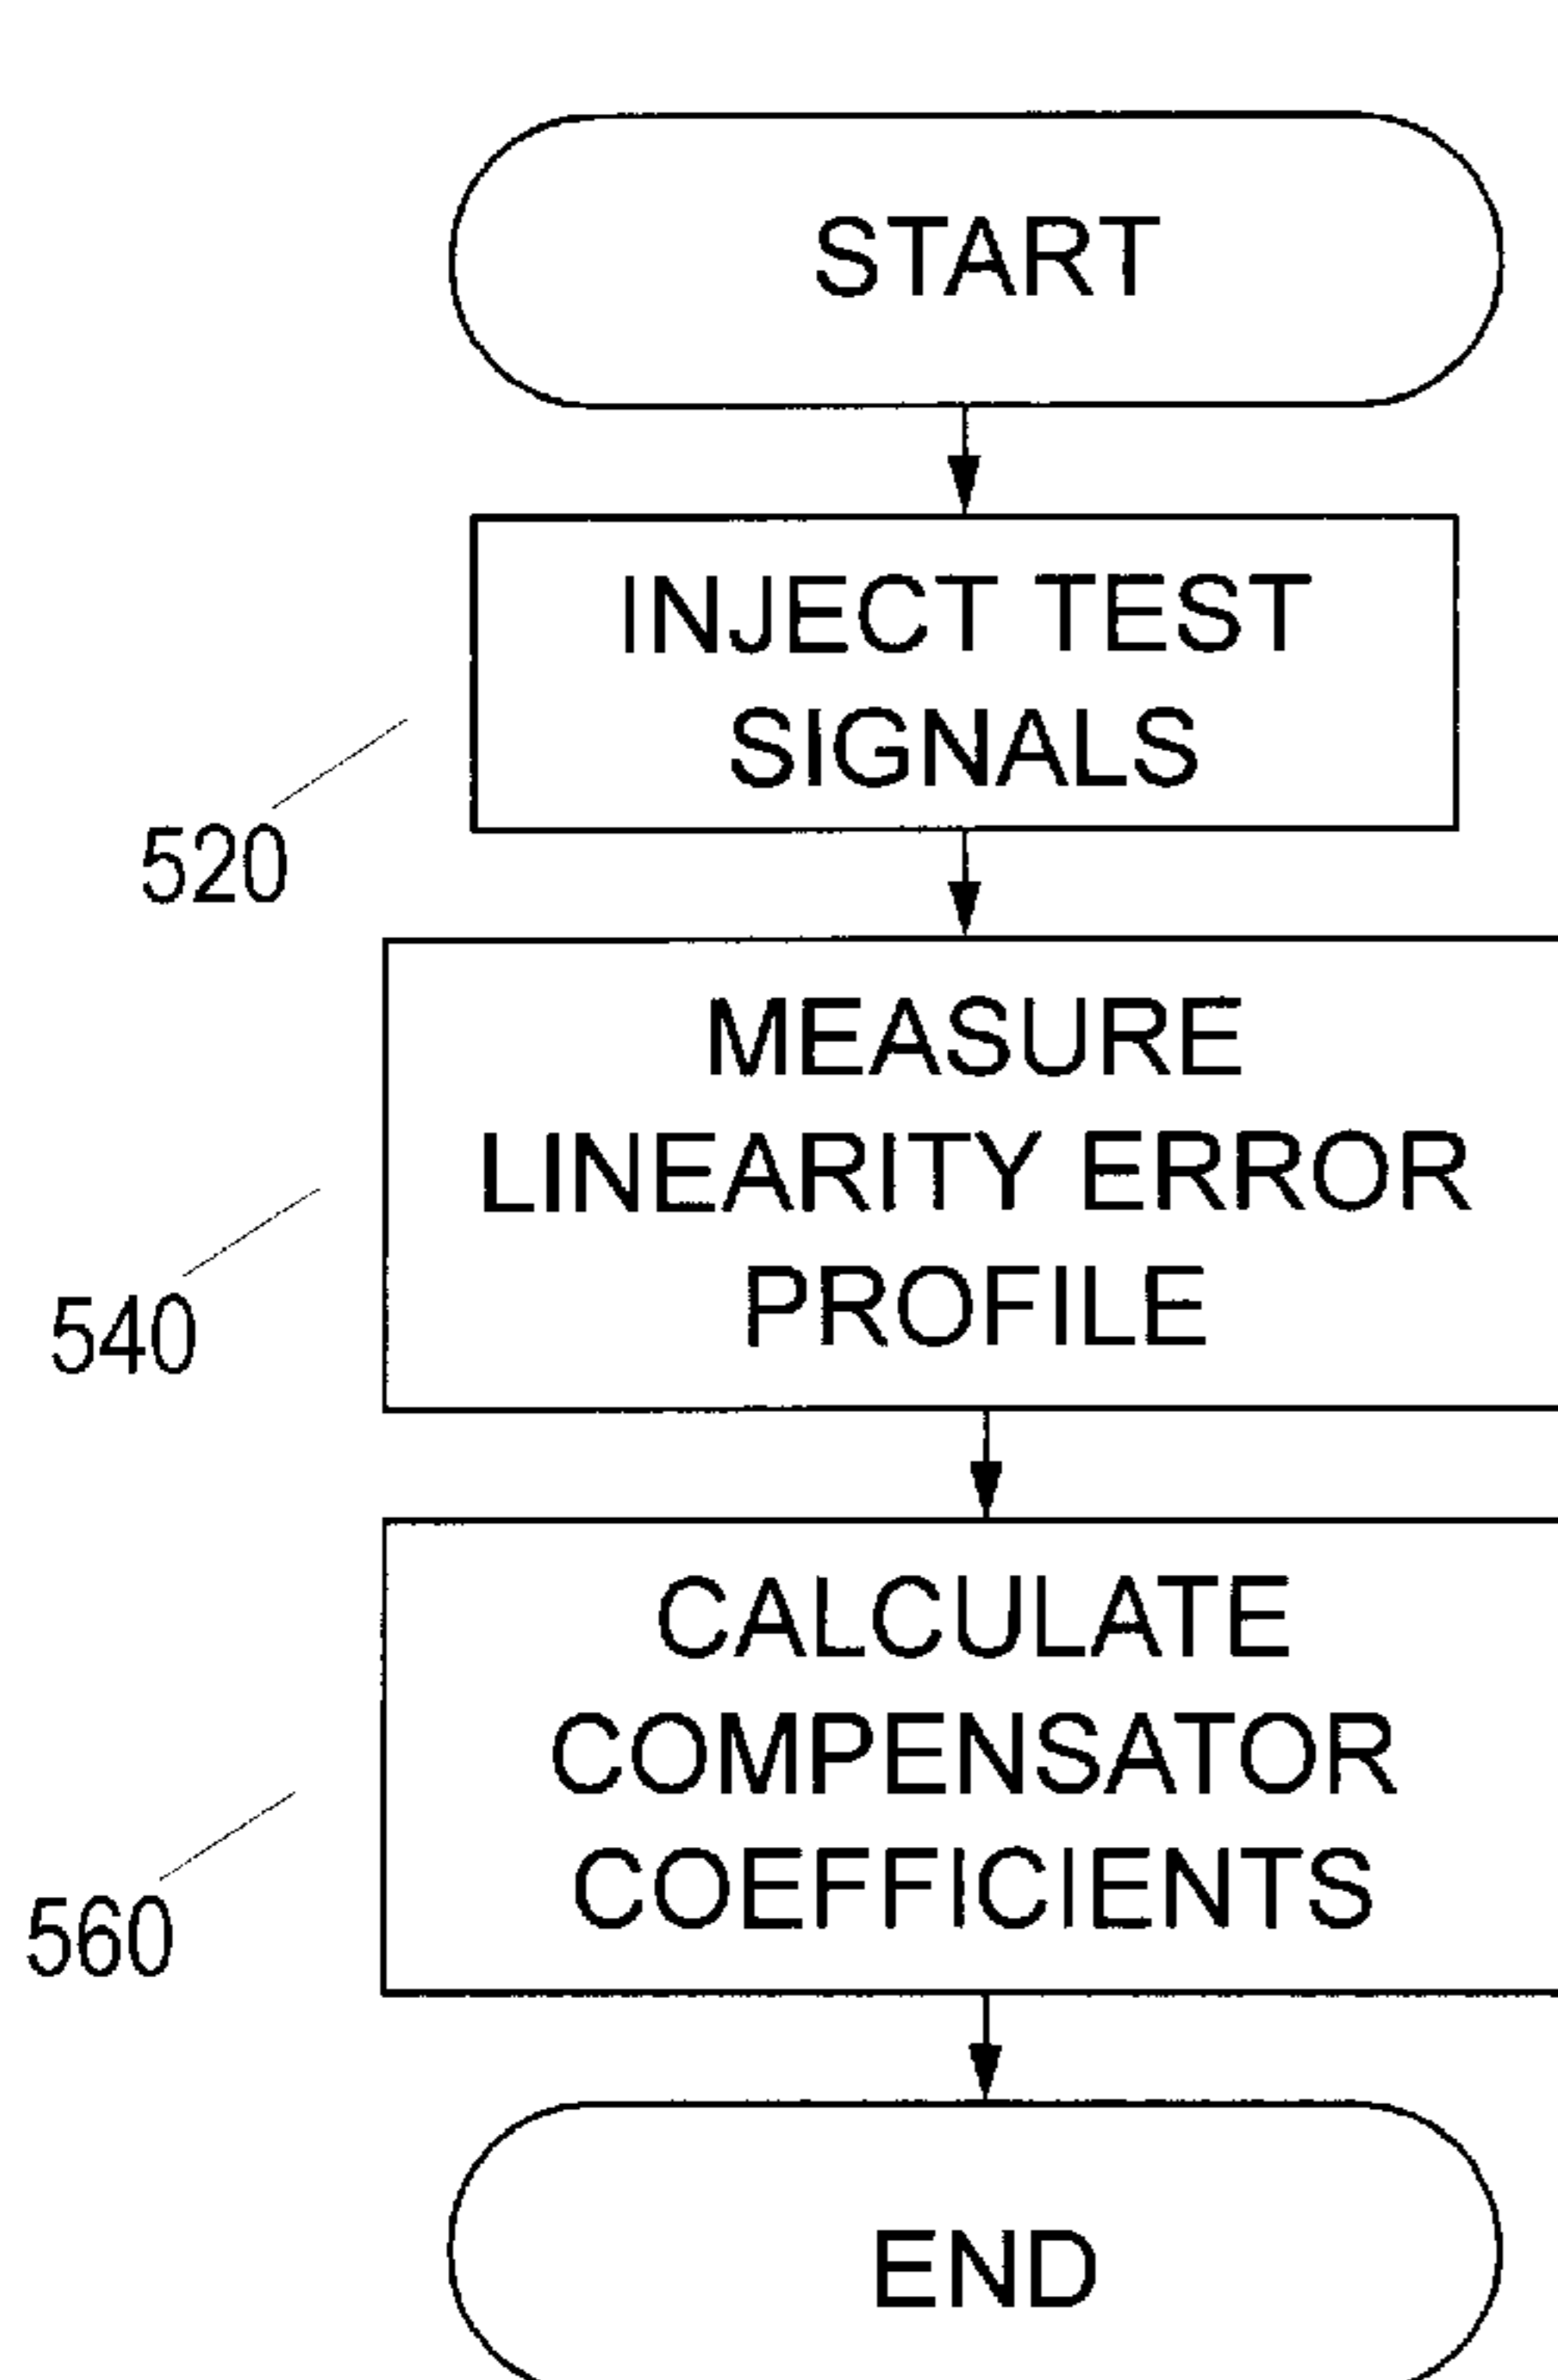 START
INJECT TEST
SIGNALS
520
MEASURE
LINEARITY ERROR
PROFILE
540
CALCULATE
COMPENSATOR
COEFFICIENTS
560
END